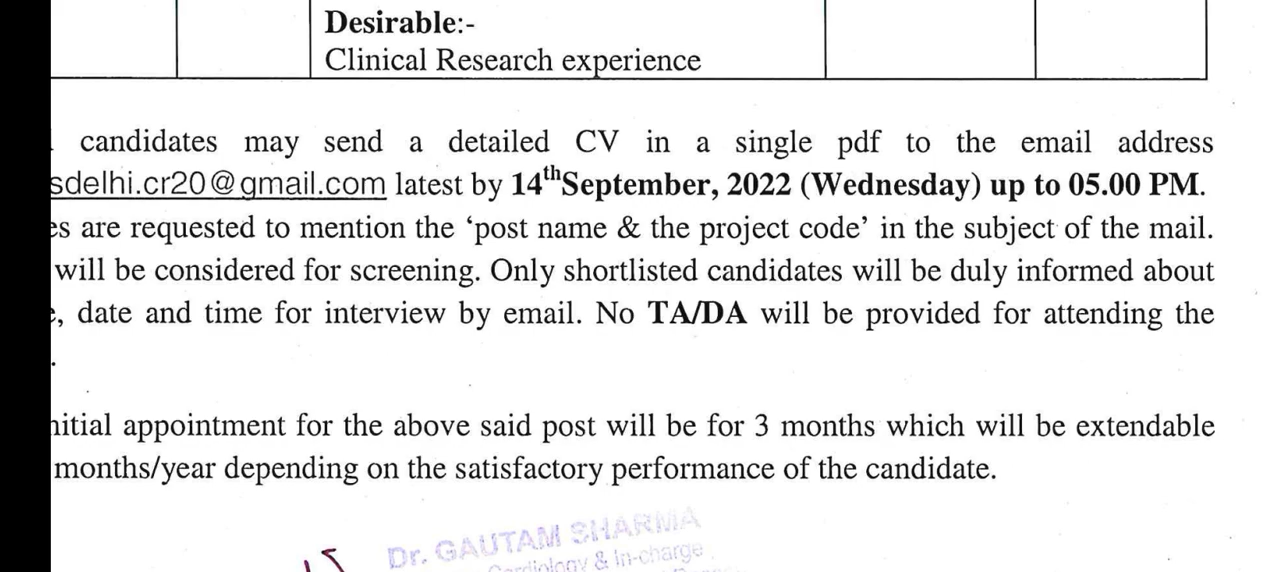 Desirable:-
Clinical Research experience
candidates may send a detailed CV in a single pdf to the email address
sdelhi.cr20@gmail.com latest by 14thSeptember, 2022 (Wednesday) up to 05.00 PM.
es are requested to mention the ‘post name & the project code’ in the subject of the mail.
will be considered for screening. Only shortlisted candidates will be duly informed about
e, date and time for interview by email. No TA/DA will be provided for attending the
.
nitial appointment for the above said post will be for 3 months which will be extendable
months/year depending on the satisfactory performance of the candidate.
Dr. GAUTAM SHARMA
Cardiology & In-charge